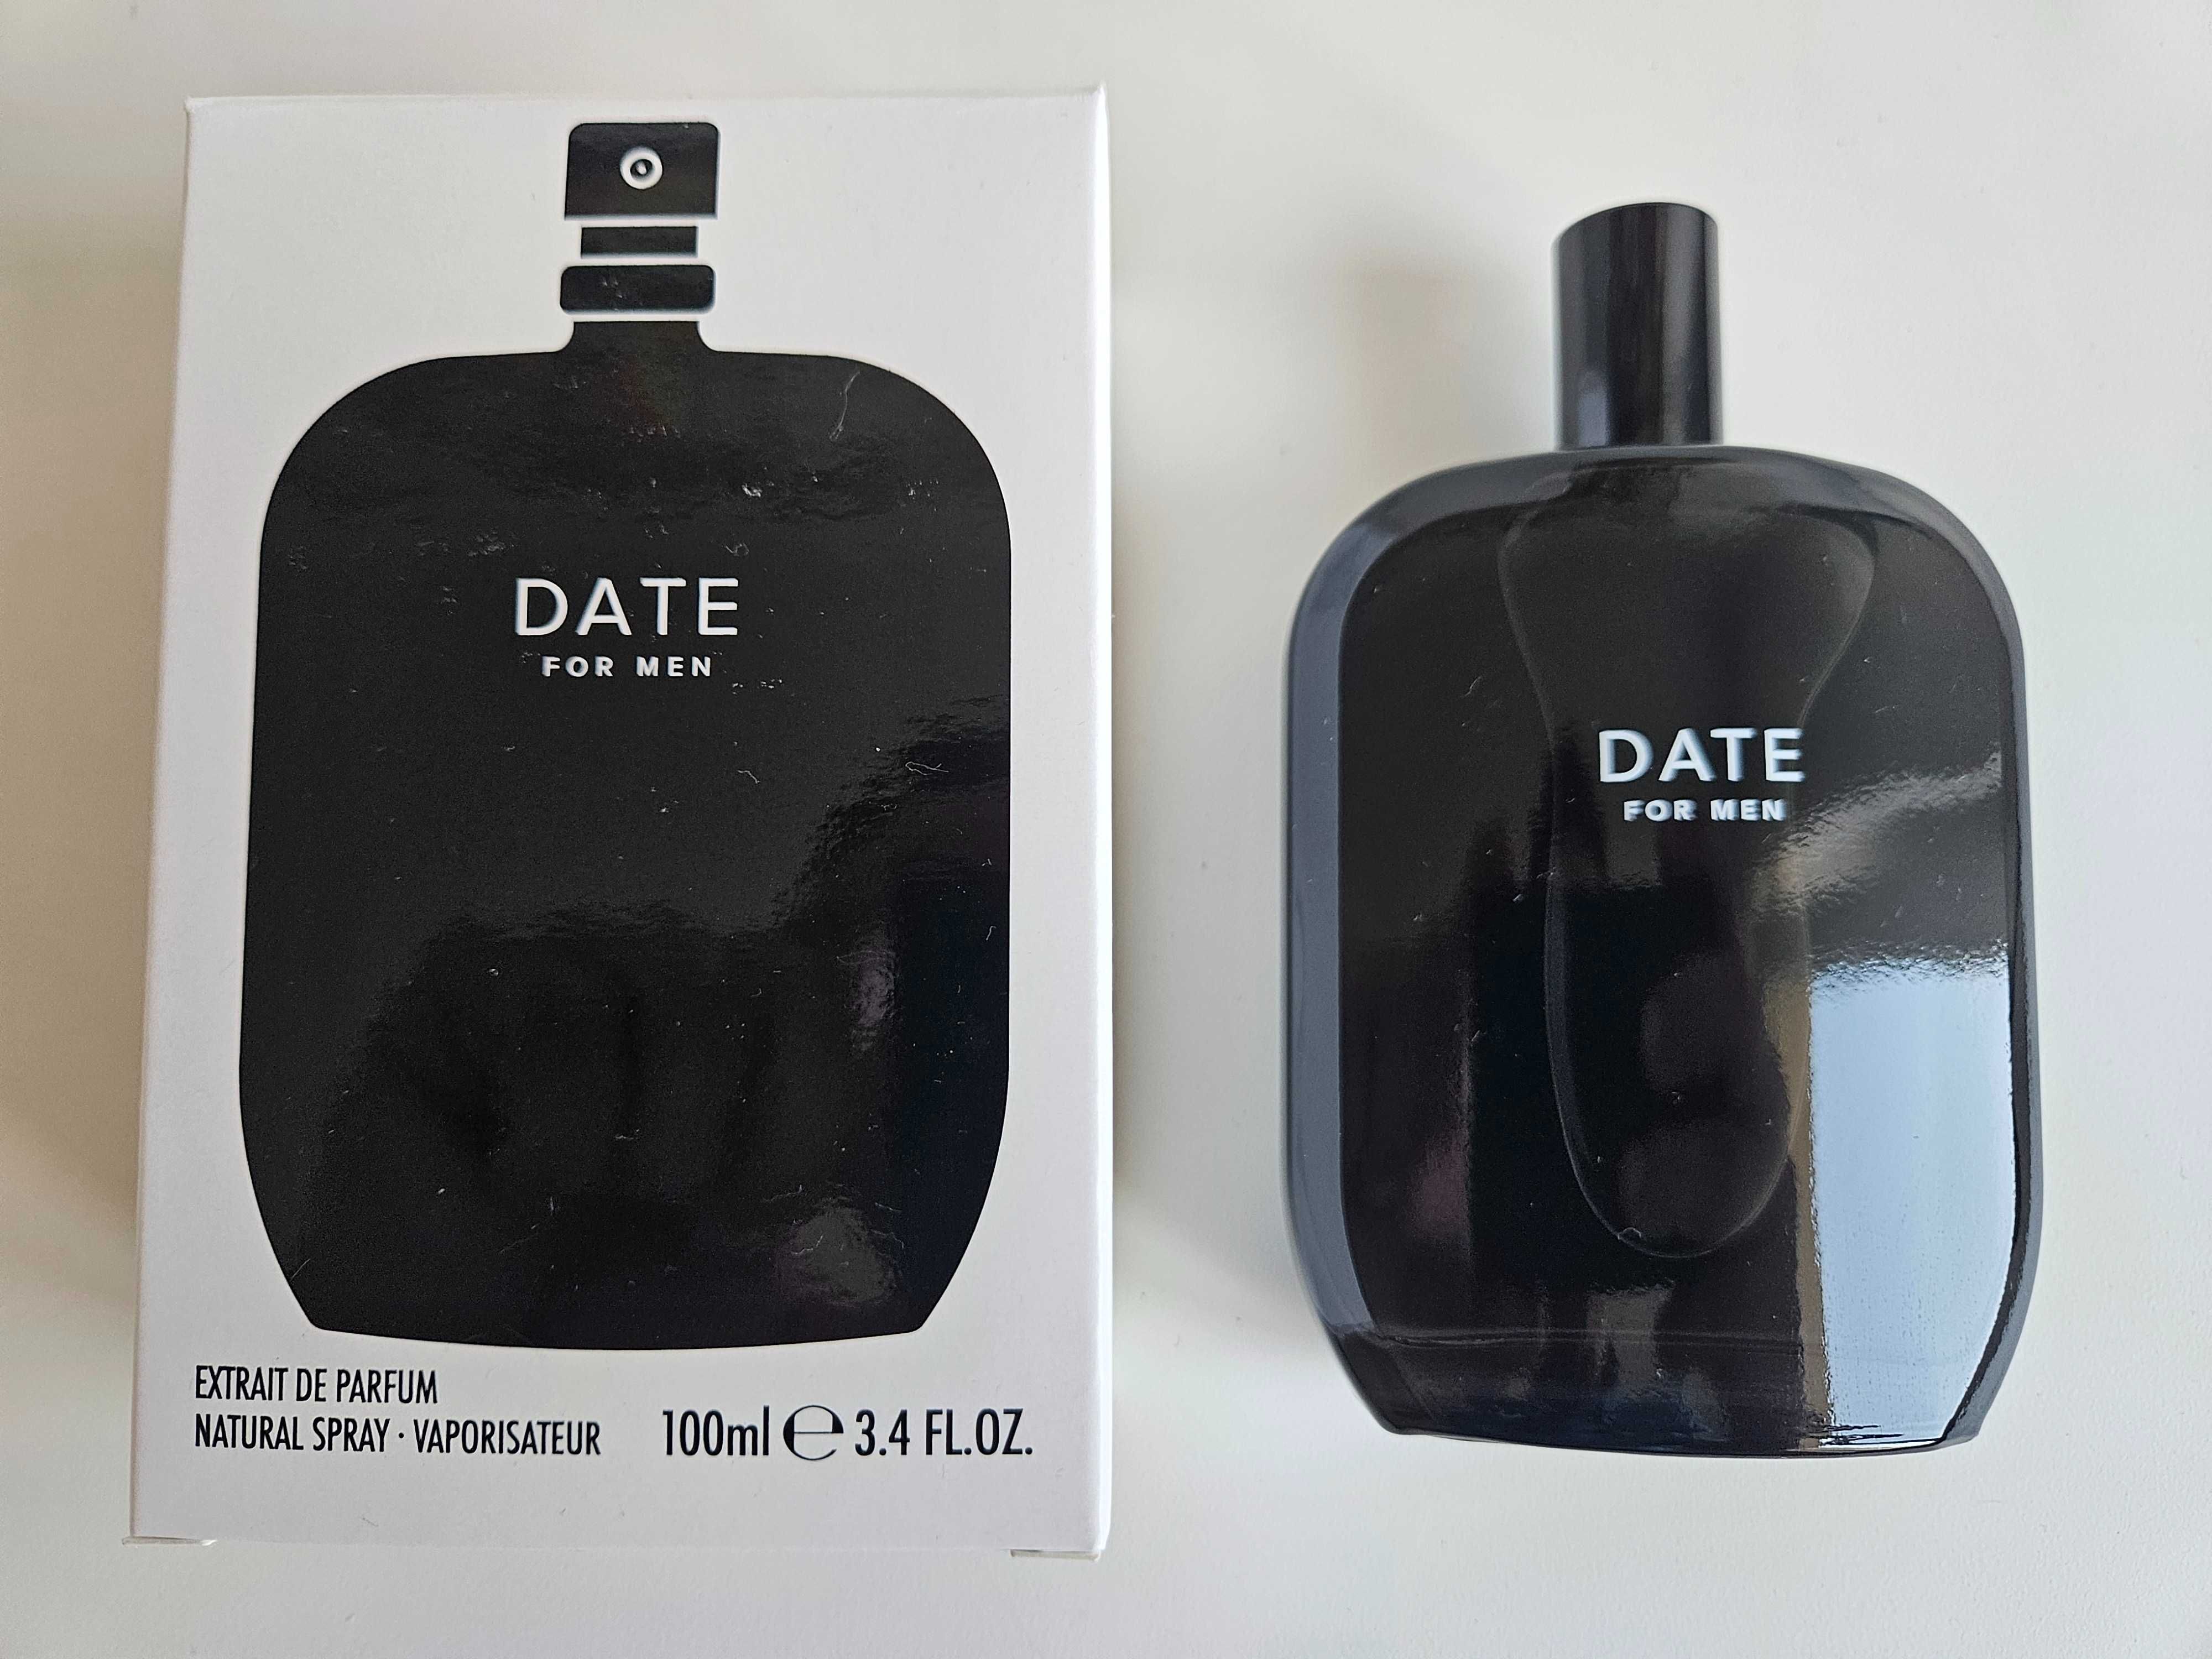 DATE
FOR MEN
EXTRAIT DE PARFUM
NATURAL SPRAY · VAPORISATEUR
100ml ℮ 3.4 FL.OZ.
DATE
FOR MEN